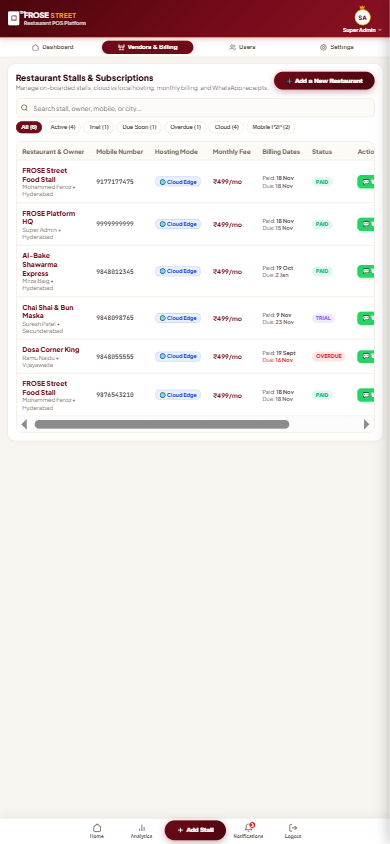 FROSE STREET
Restaurant POS Platform
SA
Super Admin
Dashboard
Vendors & Billing
Users
Settings
Restaurant Stalls & Subscriptions
Manage on-boarded stalls, cloud vs local hosting, monthly billing, and WhatsApp receipts.
+ Add a New Restaurant
Search stall, owner, mobile, or city...
All (6)
Active (4)
Trial (1)
Due Soon (1)
Overdue (1)
Cloud (4)
Mobile P2P (2)
Restaurant & Owner
Mobile Number
Hosting Mode
Monthly Fee
Billing Dates
Status
Actio
FROSE Street
Food Stall
Mohammed Feroz •
Hyderabad
9177177475
Cloud Edge
₹499/mo
Paid: 18 Nov
Due: 18 Nov
PAID
FROSE Platform
HQ
Super Admin •
Hyderabad
9999999999
Cloud Edge
₹499/mo
Paid: 18 Nov
Due: 15 Nov
PAID
Al-Bake
Shawarma
Express
Mirza Baig •
Hyderabad
9848012345
Cloud Edge
₹499/mo
Paid: 19 Oct
Due: 2 Jan
PAID
Chai Shai & Bun
Maska
Suresh Patel •
Secunderabad
9848098765
Cloud Edge
₹499/mo
Paid: 9 Nov
Due: 23 Nov
TRIAL
Dosa Corner King
Ramu Naidu •
Vijayawada
9848055555
Cloud Edge
₹499/mo
Paid: 19 Sept
Due: 16 Nov
OVERDUE
FROSE Street
Food Stall
Mohammed Feroz •
Hyderabad
9876543210
Cloud Edge
₹499/mo
Paid: 18 Nov
Due: 18 Nov
PAID
Home
Analytics
+ Add Stall
Notifications
Logout